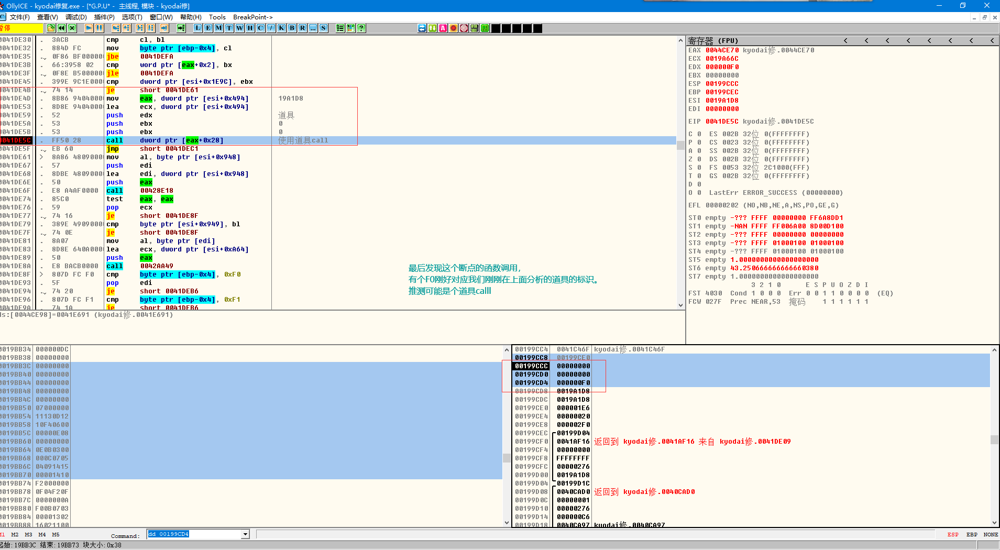 OllyICE - kyodai修复.exe - [*G.P.U* -  主线程, 模块 - kyodai修]
文件(F) 查看(V) 调试(D) 插件(P) 选项(T) 窗口(W) 帮助(H) Tools BreakPoint->
暂停 L E M T W H C / K B R ... S ?
0041DE30 . 3ACB cmp cl, bl
0041DE32 . 884D FC mov byte ptr [ebp-0x4], cl
0041DE35 . 0F86 BF000000 jbe 0041DEFA
0041DE3B . 66:3958 02 cmp word ptr [eax+0x2], bx
0041DE3F . 0F8E B5000000 jle 0041DEFA
0041DE45 . 399E 9C1E0000 cmp dword ptr [esi+0x1E9C], ebx
0041DE4B . 74 14 je short 0041DE61
0041DE4D . 8B86 94040000 mov eax, dword ptr [esi+0x494] 19A1D8
0041DE53 . 8D8E 94040000 lea ecx, dword ptr [esi+0x494]
0041DE59 . 52 push edx 道具
0041DE5A . 53 push ebx 0
0041DE5B . 53 push ebx 0
0041DE5C . FF50 28 call dword ptr [eax+0x28] 使用道具call
0041DE5F . EB 60 jmp short 0041DEC1
0041DE61 > 8A86 48090000 mov al, byte ptr [esi+0x948]
0041DE67 . 57 push edi
0041DE68 . 8DBE 48090000 lea edi, dword ptr [esi+0x948]
0041DE6E . 50 push eax
0041DE6F . E8 A4AF0000 call 00428E18
0041DE74 . 85C0 test eax, eax
0041DE76 . 59 pop ecx
0041DE77 . 74 16 je short 0041DE8F
0041DE79 . 389E 49090000 cmp byte ptr [esi+0x949], bl
0041DE7F . 74 0E je short 0041DE8F
0041DE81 . 8A07 mov al, byte ptr [edi]
0041DE83 . 8D8E 640A0000 lea ecx, dword ptr [esi+0xA64]
0041DE89 . 50 push eax
0041DE8A . E8 BACB0000 call 0042AA49
0041DE8F > 807D FC F0 cmp byte ptr [ebp-0x4], 0xF0
0041DE93 . 5F pop edi
0041DE94 . 74 20 je short 0041DEB6
0041DE96 . 807D FC F1 cmp byte ptr [ebp-0x4], 0xF1
0041DE9A . 74 1A je short 0041DEB6
最后发现这个断点的函数调用，
有个F0刚好对应我们刚刚在上面分析的道具的标识。
推测可能是个道具calll
ds:[0044CE98]=0041E691 (kyodai修.0041E691)
寄存器 (FPU) < < < < < < < <
EAX 0044CE70 kyodai修.0044CE70
ECX 0019A66C
EDX 000000F0
EBX 00000000
ESP 00199CCC
EBP 00199CEC
ESI 0019A1D8
EDI 00000000
EIP 0041DE5C kyodai修.0041DE5C
C 0 ES 002B 32位 0(FFFFFFFF)
P 0 CS 0023 32位 0(FFFFFFFF)
A 0 SS 002B 32位 0(FFFFFFFF)
Z 0 DS 002B 32位 0(FFFFFFFF)
S 0 FS 0053 32位 2C1000(FFF)
T 0 GS 002B 32位 0(FFFFFFFF)
D 0
O 0 LastErr ERROR_SUCCESS (00000000)
EFL 00000202 (NO,NB,NE,A,NS,PO,GE,G)
ST0 empty -??? FFFF 00000000 FF6A8DD1
ST1 empty -NAN FFFF FF006A00 8D00D100
ST2 empty -??? FFFF 00000000 00000000
ST3 empty -??? FFFF 01000100 01000100
ST4 empty -??? FFFF 01000100 01000100
ST5 empty 1.0000000000000000000
ST6 empty 43.250666666666660380
ST7 empty 1.0000000000000000000
3 2 1 0 E S P U O Z D I
FST 4030 Cond 1 0 0 0 Err 0 0 1 1 0 0 0 0 (EQ)
FCW 027F Prec NEAR,53 掩码 1 1 1 1 1 1
0019BB34 000000DC
0019BB38 00000000
0019BB3C 00000000
0019BB40 00000000
0019BB44 00000000
0019BB48 00000000
0019BB4C 00000000
0019BB50 07000000
0019BB54 11130D12
0019BB58 10F40600
0019BB5C 00000E08
0019BB60 00000000
0019BB64 0E0B0300
0019BB68 000C0705
0019BB6C 04091415
0019BB70 00001410
0019BB74 F2000000
0019BB78 0F04F20F
0019BB7C 0000000A
0019BB80 F00B0703
0019BB84 00001302
0019BB88 16021100
00199CC4 0041C46F kyodai修.0041C46F
00199CC8 00199CE0
00199CCC 00000000
00199CD0 00000000
00199CD4 000000F0
00199CD8 0019A1D8
00199CDC 0019A1D8
00199CE0 000001E6
00199CE4 00000020
00199CE8 000002F0
00199CEC 00199D04
00199CF0 0041AF16 返回到 kyodai修.0041AF16 来自 kyodai修.0041DE09
00199CF4 00000000
00199CF8 FFFFFFFF
00199CFC 00000276
00199D00 0019A1D8
00199D04 00199D1C
00199D08 0040CAD0 返回到 kyodai修.0040CAD0
00199D0C 00000001
00199D10 00000276
00199D14 000000C6
00199D18 0040CA97 kyodai修.0040CA97
M1 M2 M3 M4 M5 Command: dd 00199CD4 ESP EBP NONE
起始: 19BB3C 结束: 19BB73 块大小: 0x38